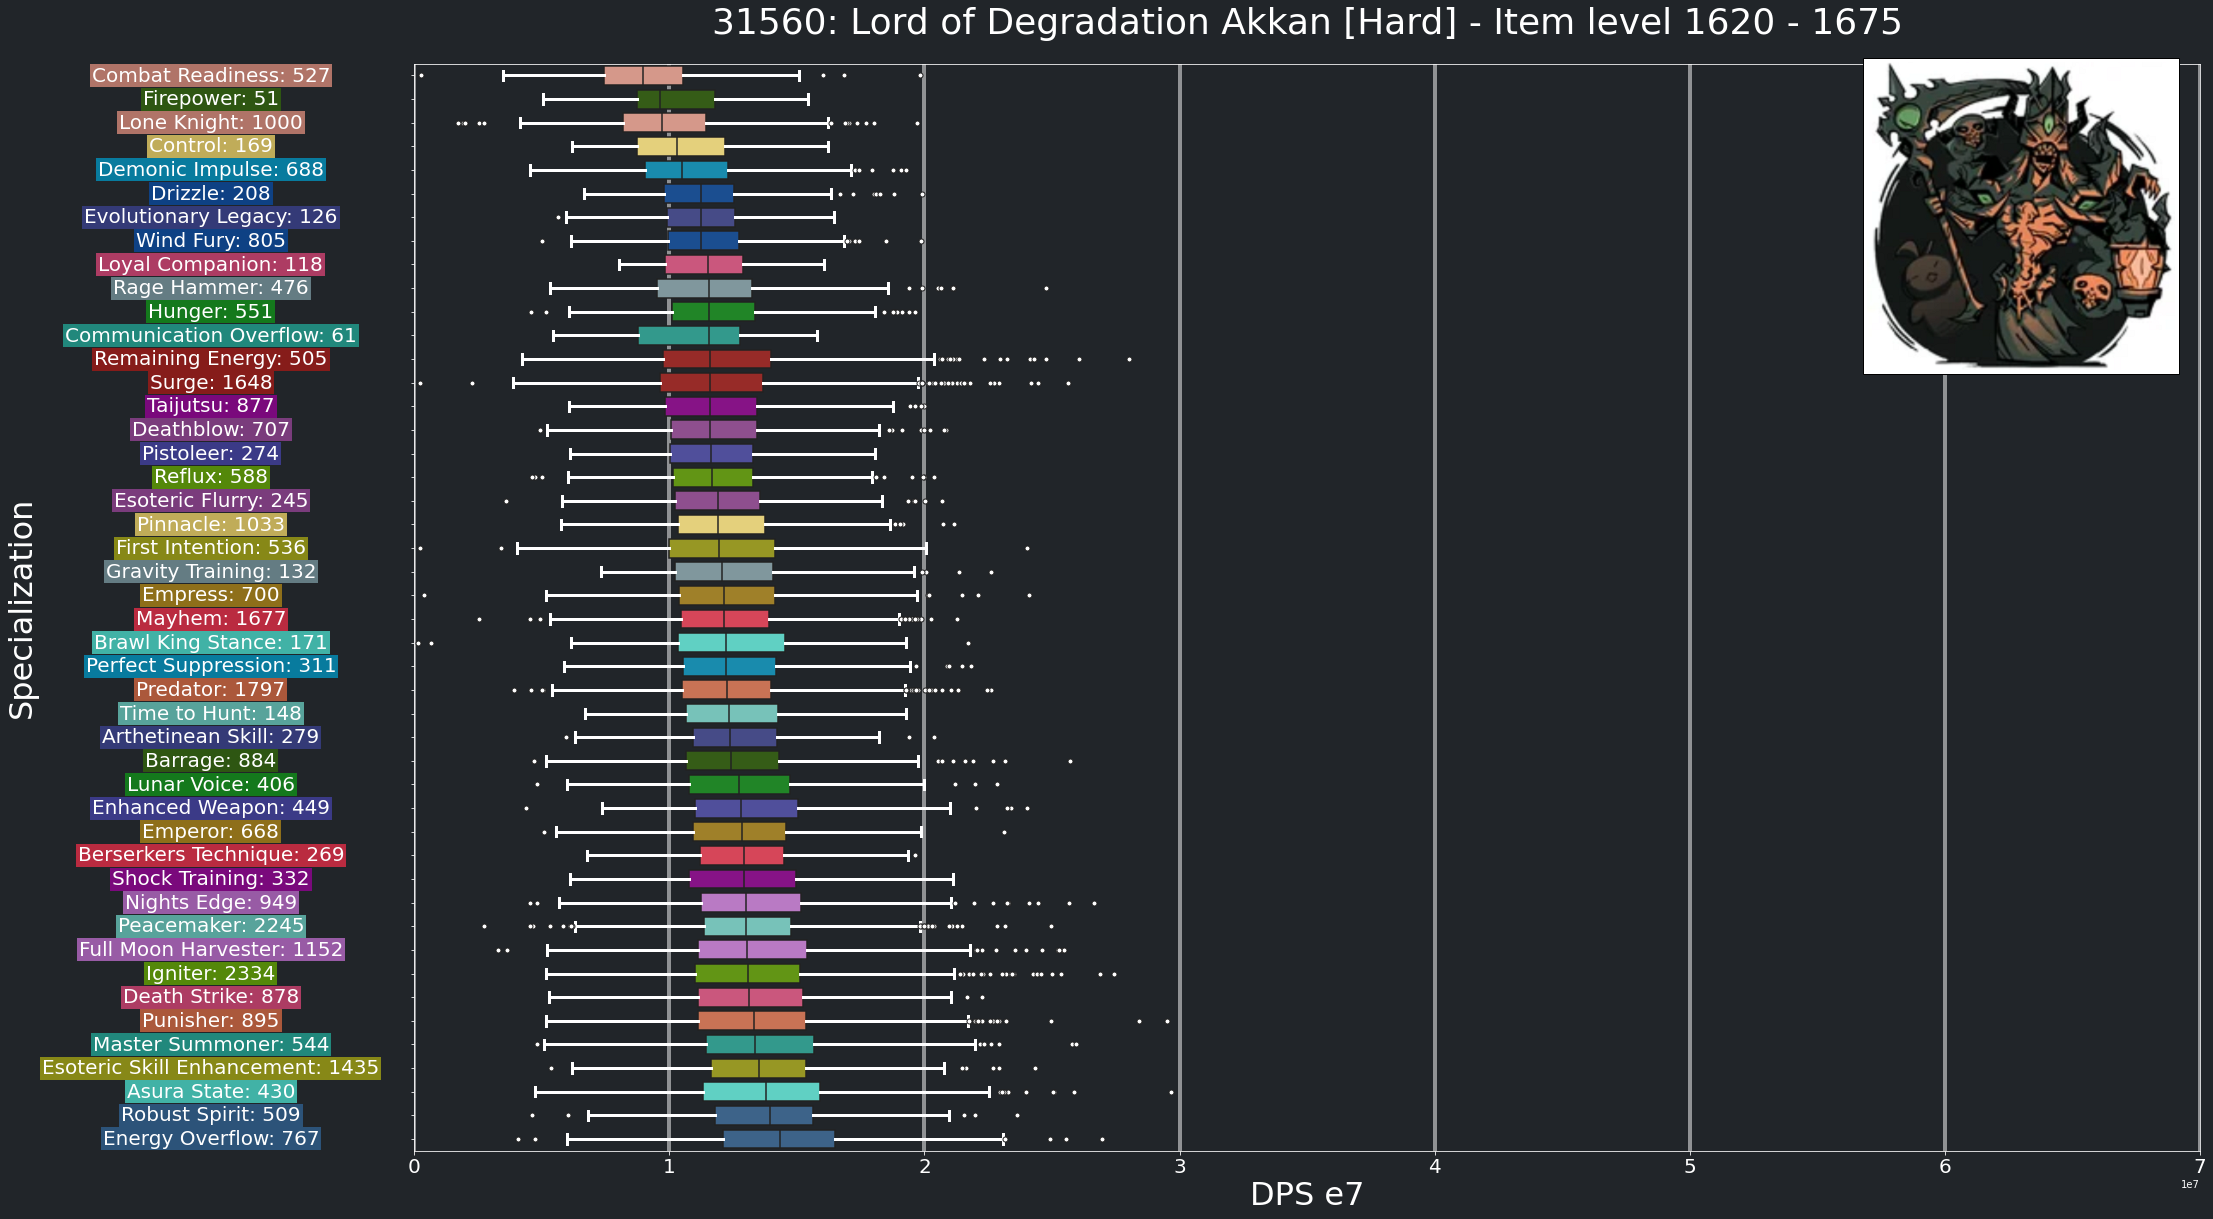 31560: Lord of Degradation Akkan [Hard] - Item level 1620 - 1675
Specialization
Combat Readiness: 527
Firepower: 51
Lone Knight: 1000
Control: 169
Demonic Impulse: 688
Drizzle: 208
Evolutionary Legacy: 126
Wind Fury: 805
Loyal Companion: 118
Rage Hammer: 476
Hunger: 551
Communication Overflow: 61
Remaining Energy: 505
Surge: 1648
Taijutsu: 877
Deathblow: 707
Pistoleer: 274
Reflux: 588
Esoteric Flurry: 245
Pinnacle: 1033
First Intention: 536
Gravity Training: 132
Empress: 700
Mayhem: 1677
Brawl King Stance: 171
Perfect Suppression: 311
Predator: 1797
Time to Hunt: 148
Arthetinean Skill: 279
Barrage: 884
Lunar Voice: 406
Enhanced Weapon: 449
Emperor: 668
Berserkers Technique: 269
Shock Training: 332
Nights Edge: 949
Peacemaker: 2245
Full Moon Harvester: 1152
Igniter: 2334
Death Strike: 878
Punisher: 895
Master Summoner: 544
Esoteric Skill Enhancement: 1435
Asura State: 430
Robust Spirit: 509
Energy Overflow: 767
0 1 2 3 4 5 6 7
1e7
DPS e7